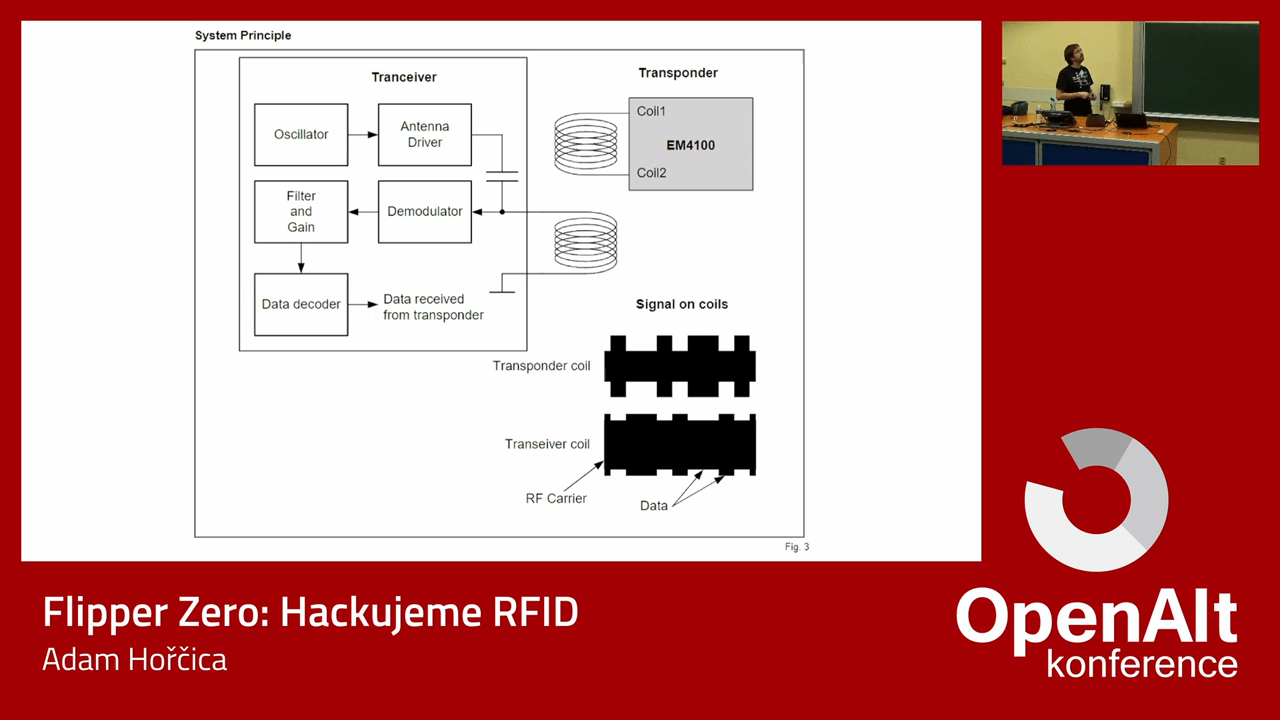 System Principle
Tranceiver
Transponder
Oscillator
Antenna
Driver
Coil1
EM4100
Coil2
Filter
and
Gain
Demodulator
Data decoder
Data received
from transponder
Signal on coils
Transponder coil
Transeiver coil
RF Carrier
Data
Fig. 3
Flipper Zero: Hackujeme RFID
Adam Hořčica
OpenAlt
konference